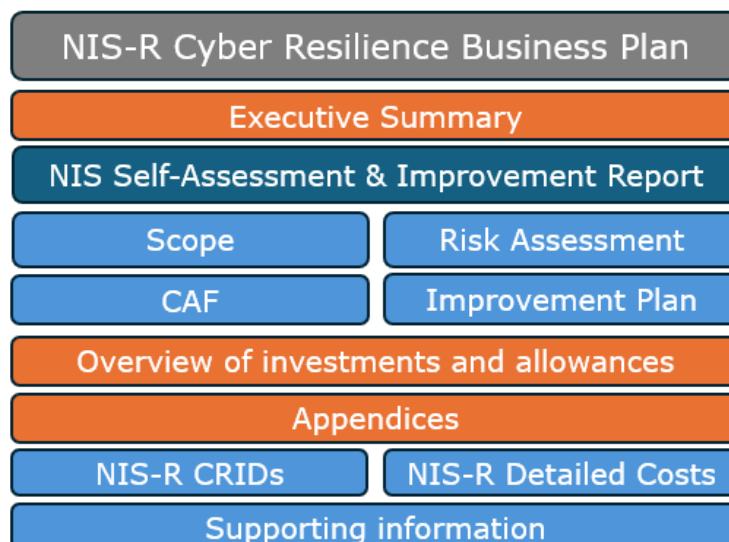 NIS-R Cyber Resilience Business Plan
Executive Summary
NIS Self-Assessment & Improvement Report
Scope
Risk Assessment
CAF
Improvement Plan
Overview of investments and allowances
Appendices
NIS-R CRIDs
NIS-R Detailed Costs
Supporting information